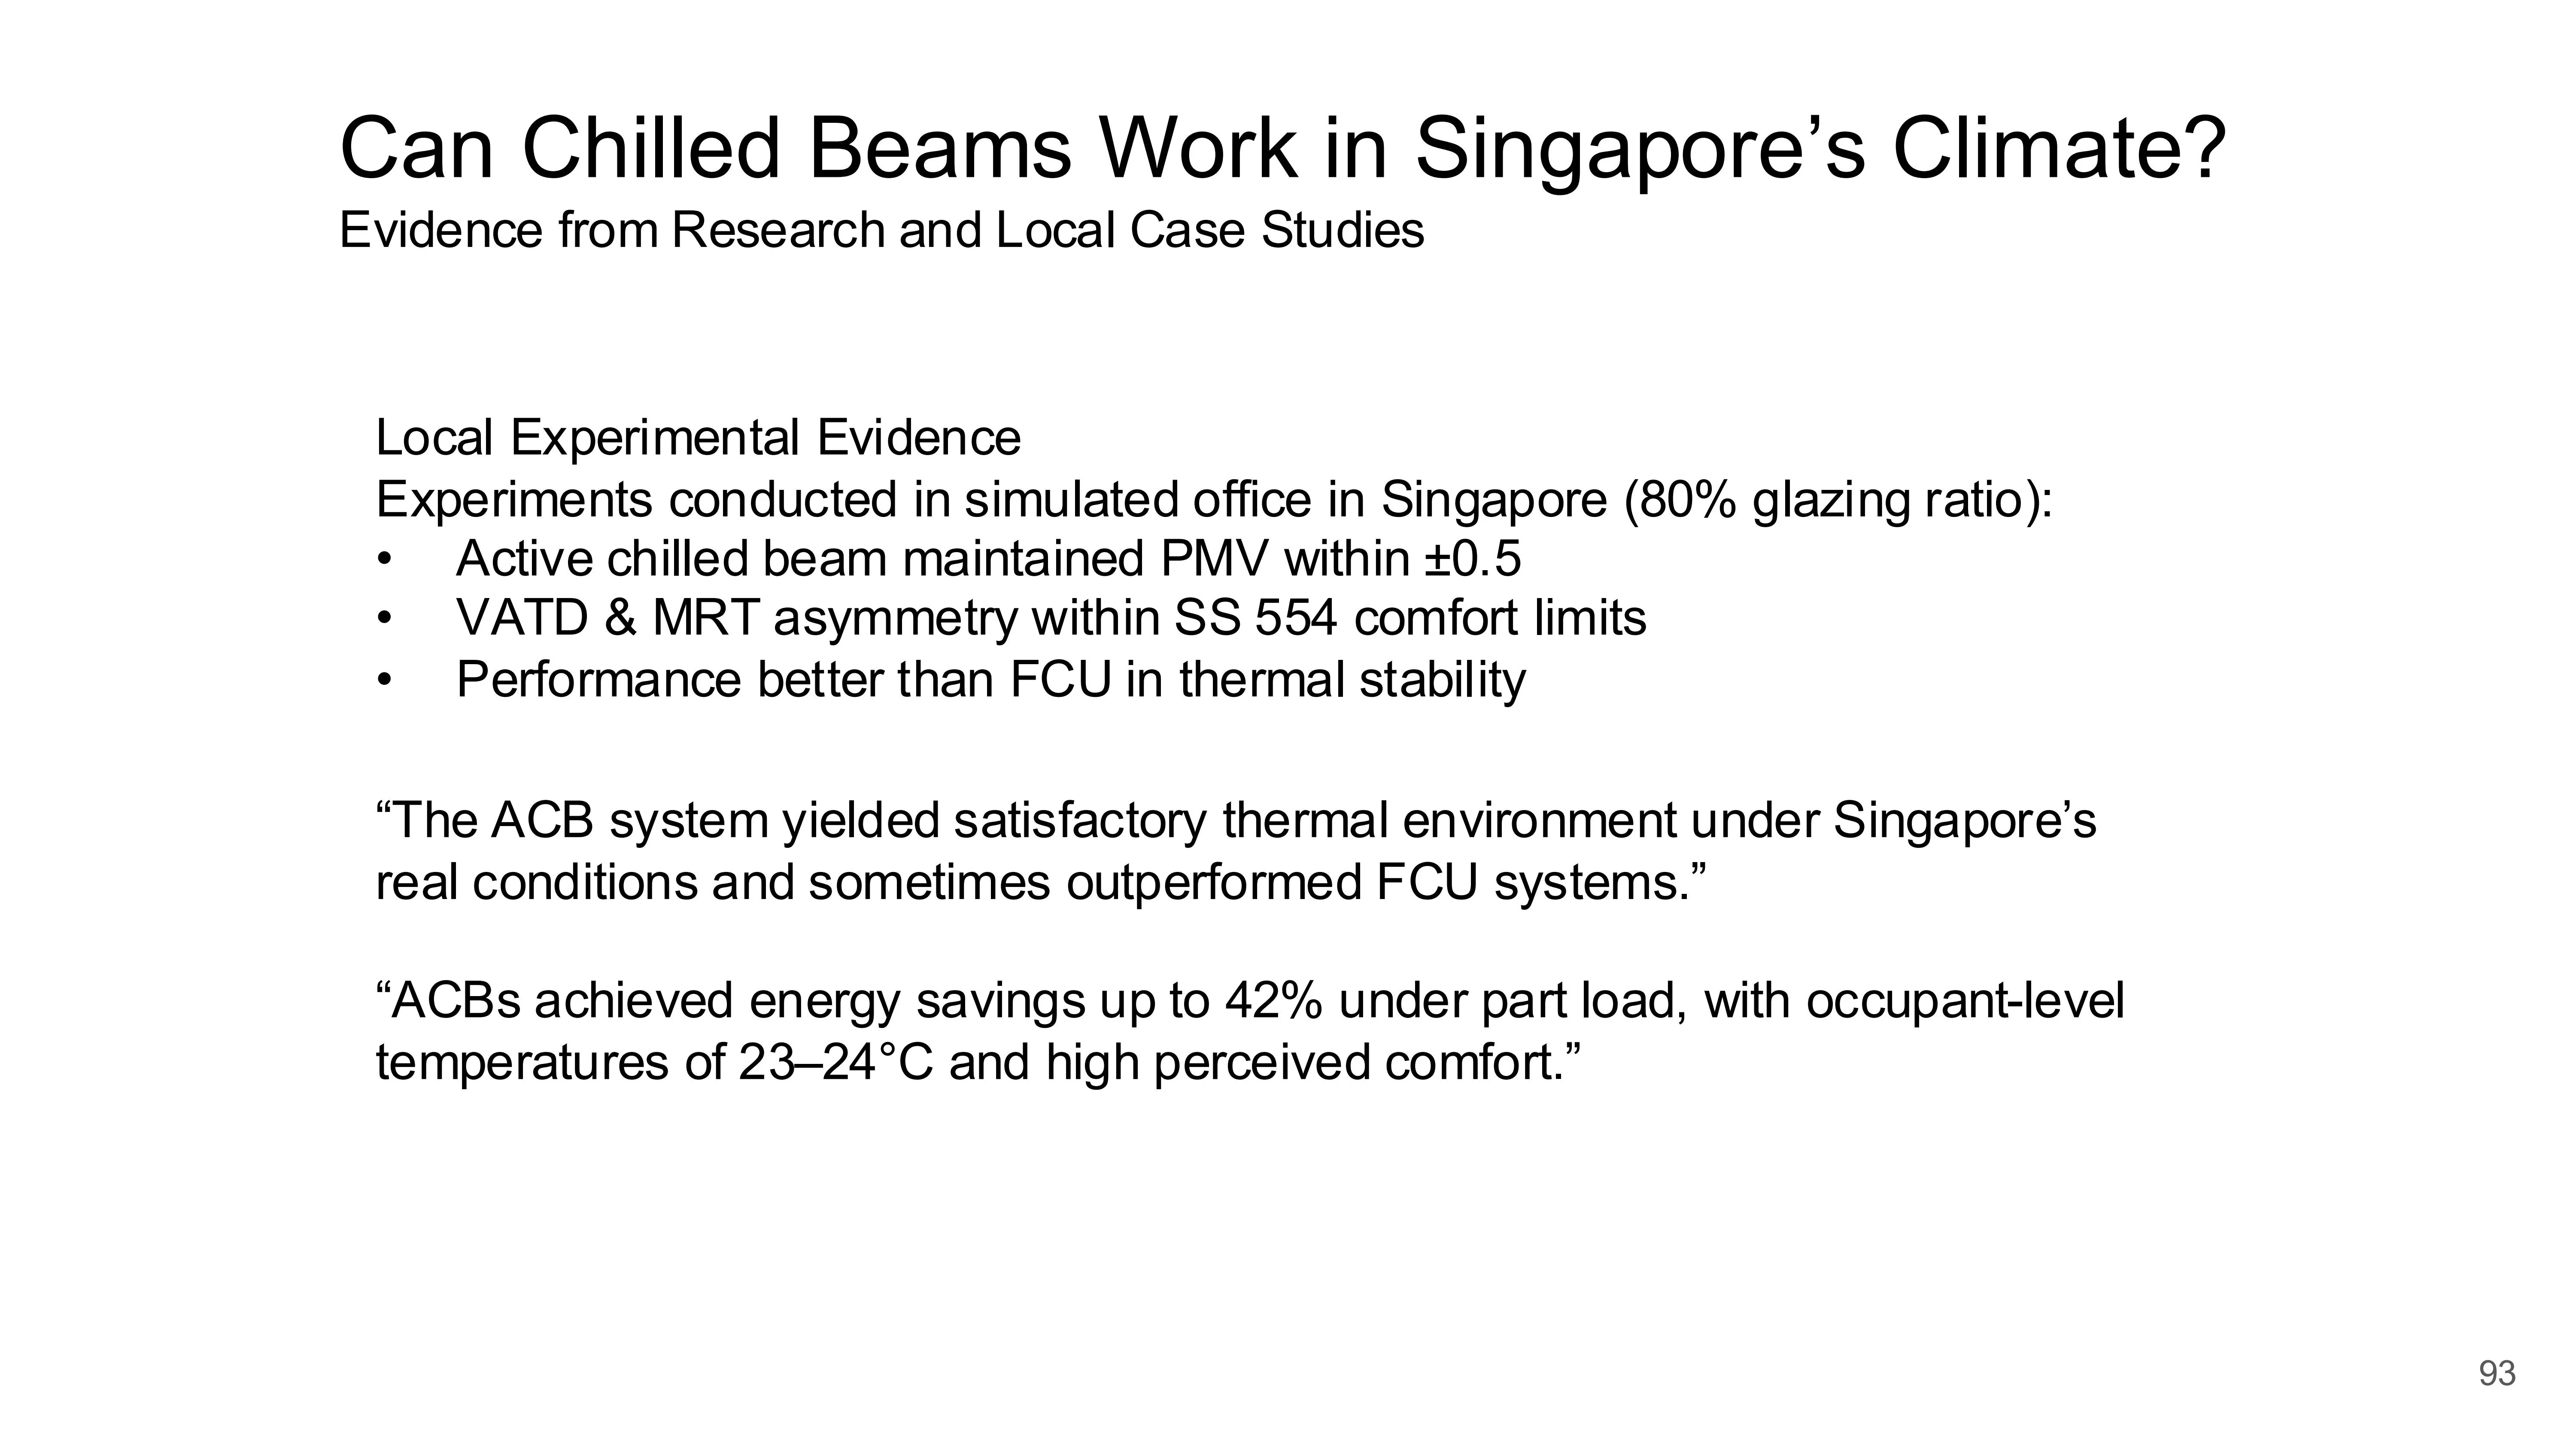 Can Chilled Beams Work in Singapore’s Climate?
Evidence from Research and Local Case Studies
Local Experimental Evidence
Experiments conducted in simulated office in Singapore (80% glazing ratio):
• Active chilled beam maintained PMV within ±0.5
• VATD & MRT asymmetry within SS 554 comfort limits
• Performance better than FCU in thermal stability
“The ACB system yielded satisfactory thermal environment under Singapore’s
real conditions and sometimes outperformed FCU systems.”
“ACBs achieved energy savings up to 42% under part load, with occupant-level
temperatures of 23–24°C and high perceived comfort.”
93